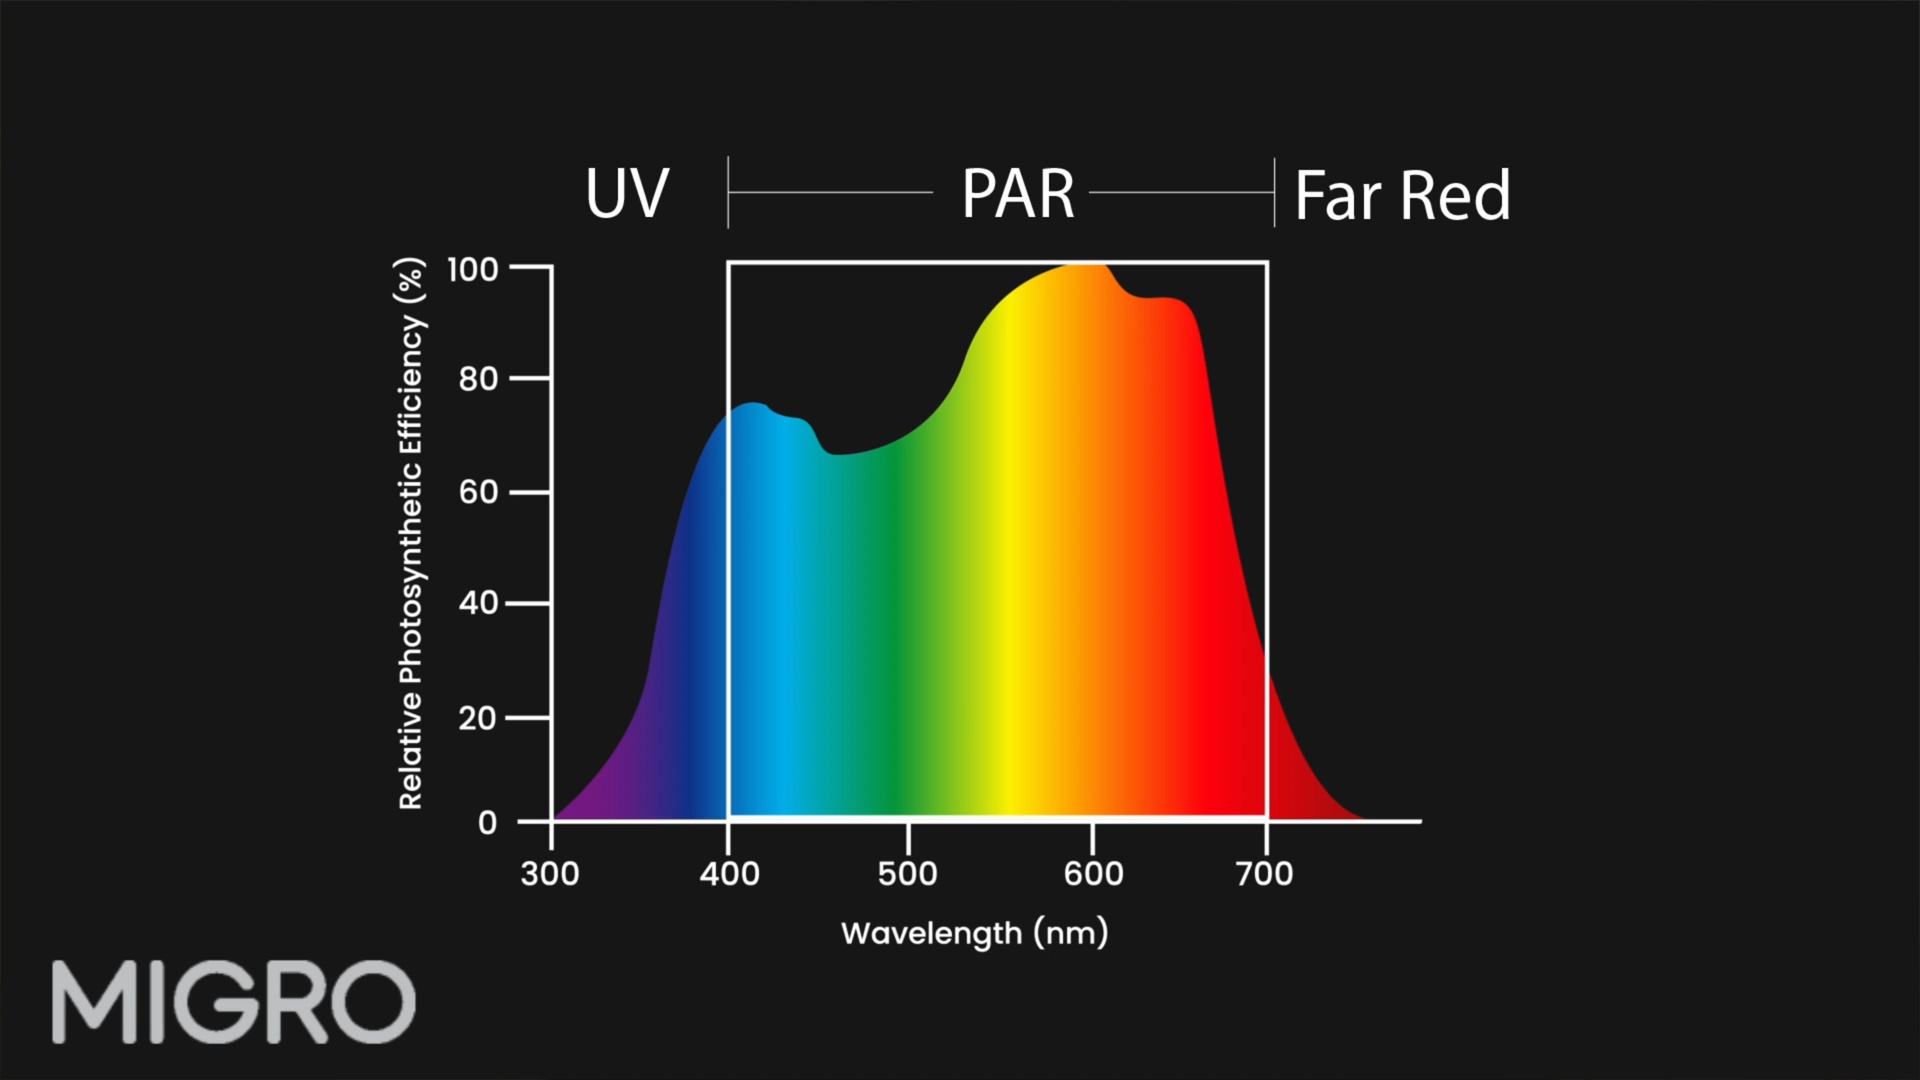 UV
PAR
Far Red
Relative Photosynthetic Efficiency (%)
100
80
60
40
20
0
300 400 500 600 700
Wavelength (nm)
MIGRO